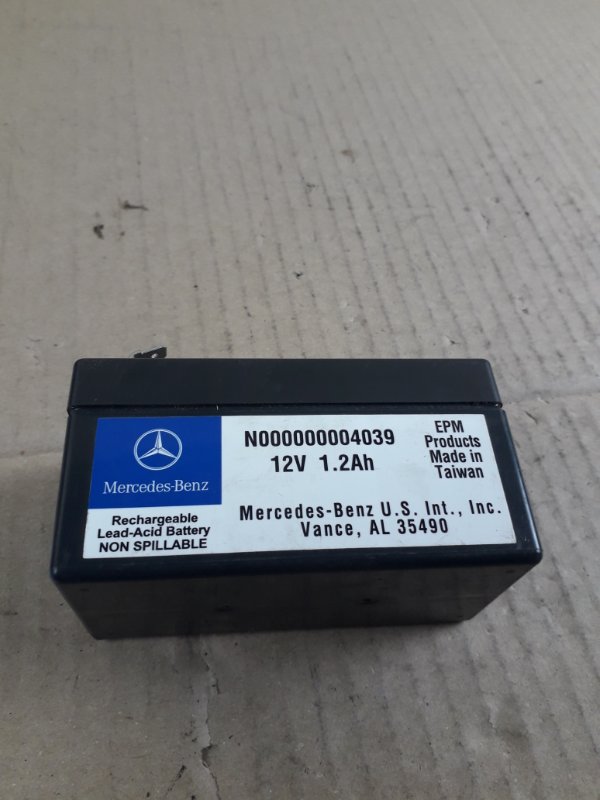 Mercedes-Benz
Rechargeable
Lead-Acid Battery
NON SPILLABLE
N000000004039
12V 1.2Ah
EPM
Products
Made in
Taiwan
Mercedes-Benz U.S. Int., Inc.
Vance, AL 35490